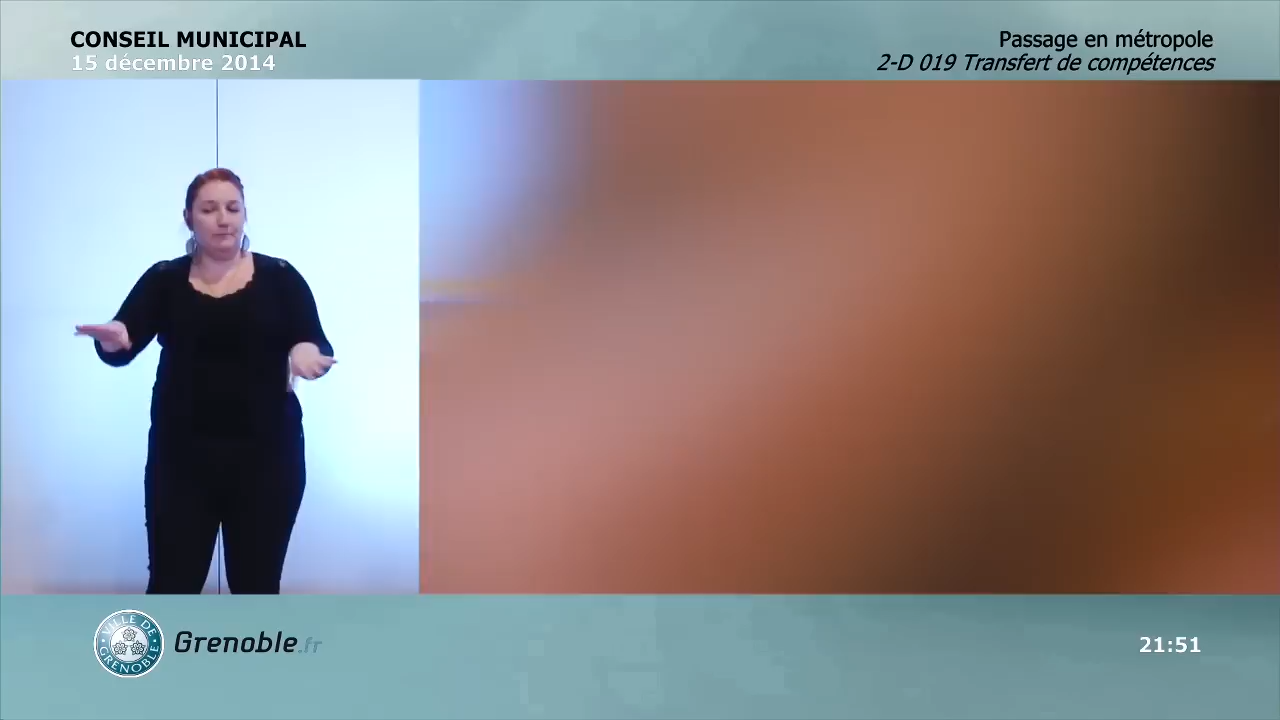 CONSEIL MUNICIPAL
15 décembre 2014
Passage en métropole
2-D 019 Transfert de compétences
VILLE DE
GRENOBLE
Grenoble.fr
21:51